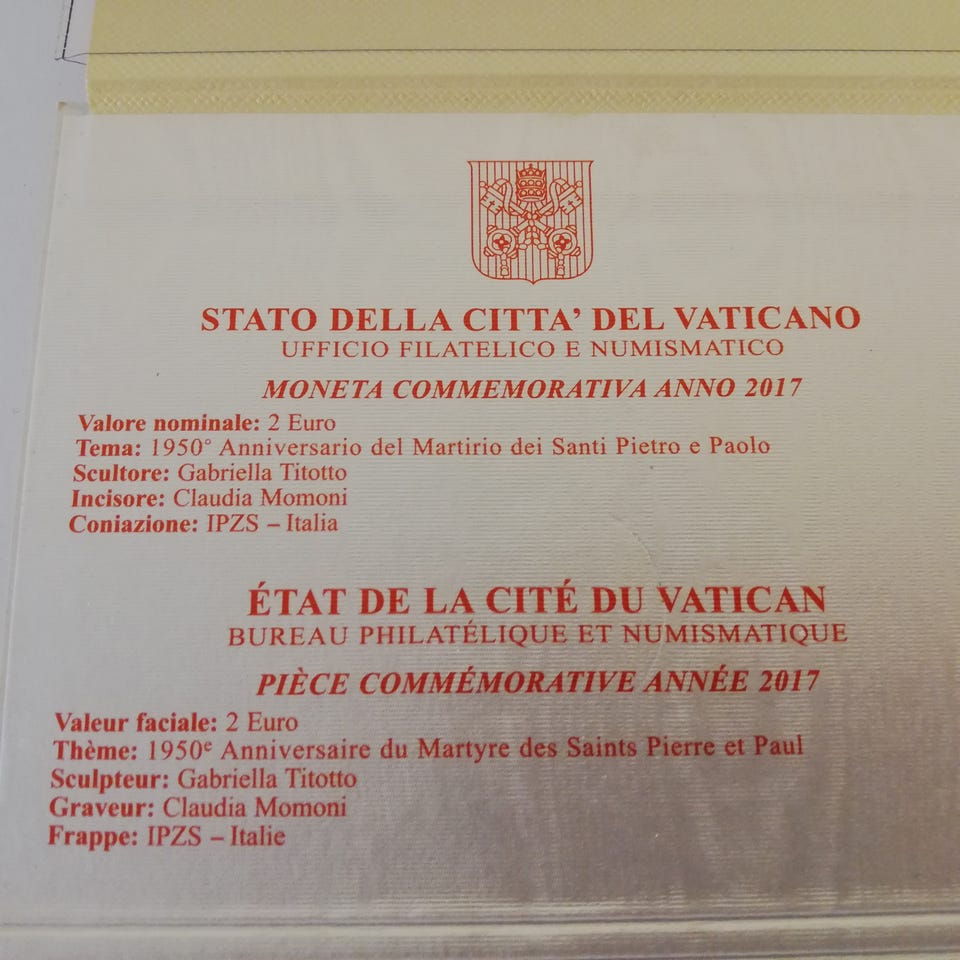 STATO DELLA CITTA' DEL VATICANO
UFFICIO FILATELICO E NUMISMATICO
MONETA COMMEMORATIVA ANNO 2017
Valore nominale: 2 Euro
Tema: 1950° Anniversario del Martirio dei Santi Pietro e Paolo
Scultore: Gabriella Titotto
Incisore: Claudia Momoni
Coniazione: IPZS – Italia
ÉTAT DE LA CITÉ DU VATICAN
BUREAU PHILATÉLIQUE ET NUMISMATIQUE
PIÈCE COMMÉMORATIVE ANNÉE 2017
Valeur faciale: 2 Euro
Thème: 1950e Anniversaire du Martyre des Saints Pierre et Paul
Sculpteur: Gabriella Titotto
Graveur: Claudia Momoni
Frappe: IPZS – Italie